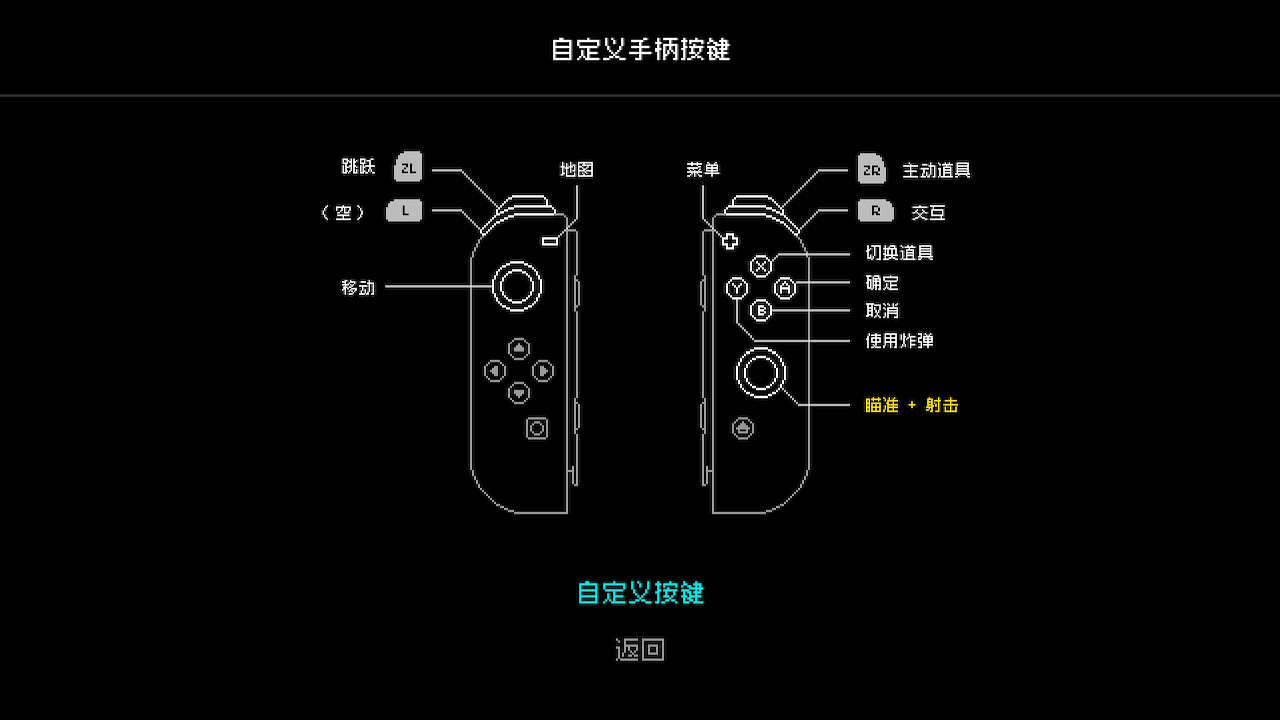 自定义手柄按键
跳跃 ZL
地图
菜单
ZR 主动道具
（空） L
R 交互
X 切换道具
移动
Y
A 确定
B 取消
使用炸弹
瞄准 + 射击
自定义按键
返回